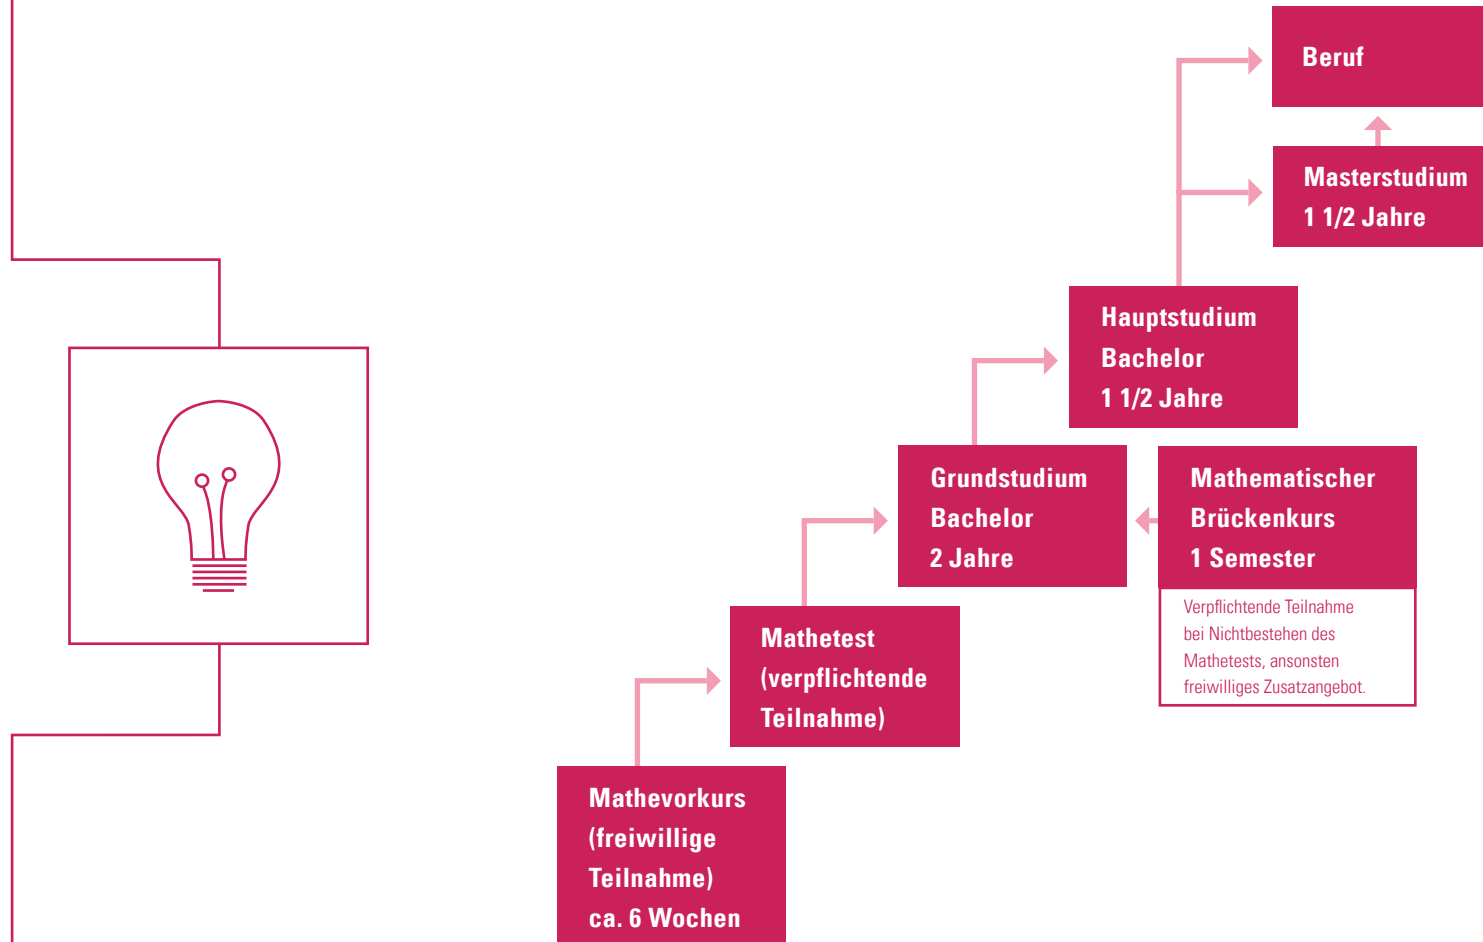 Beruf
Masterstudium
1 1/2 Jahre
Hauptstudium
Bachelor
1 1/2 Jahre
Grundstudium
Bachelor
2 Jahre
Mathematischer
Brückenkurs
1 Semester
Verpflichtende Teilnahme
bei Nichtbestehen des
Mathetests, ansonsten
freiwilliges Zusatzangebot.
Mathetest
(verpflichtende
Teilnahme)
Mathevorkurs
(freiwillige
Teilnahme)
ca. 6 Wochen